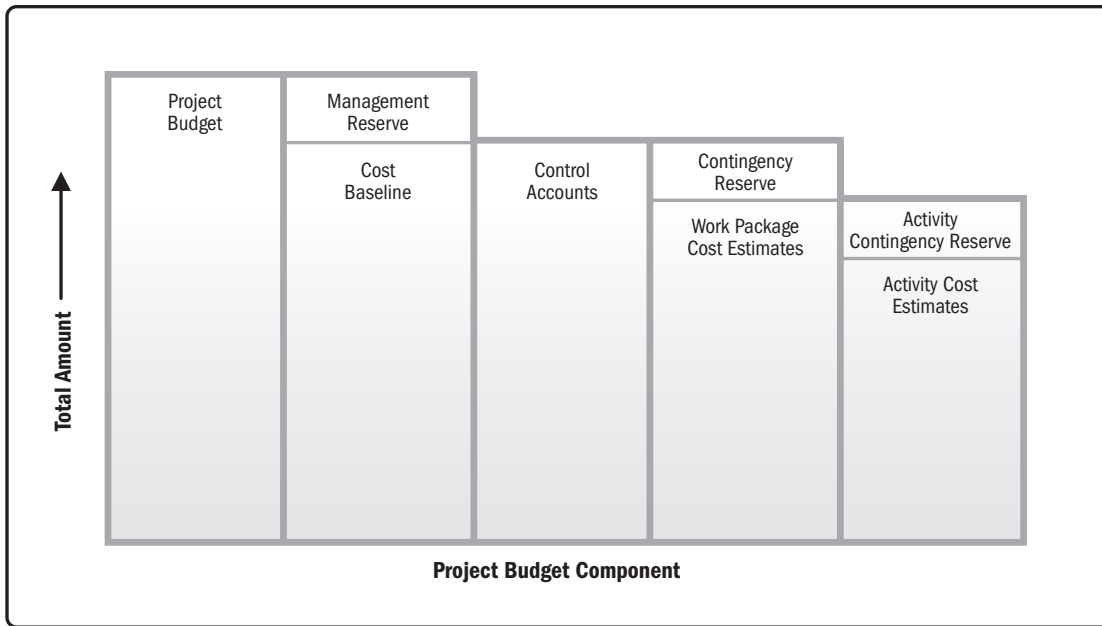 Project
Budget
Management
Reserve
Cost
Baseline
Control
Accounts
Contingency
Reserve
Work Package
Cost Estimates
Activity
Contingency Reserve
Activity Cost
Estimates
Total Amount
Project Budget Component